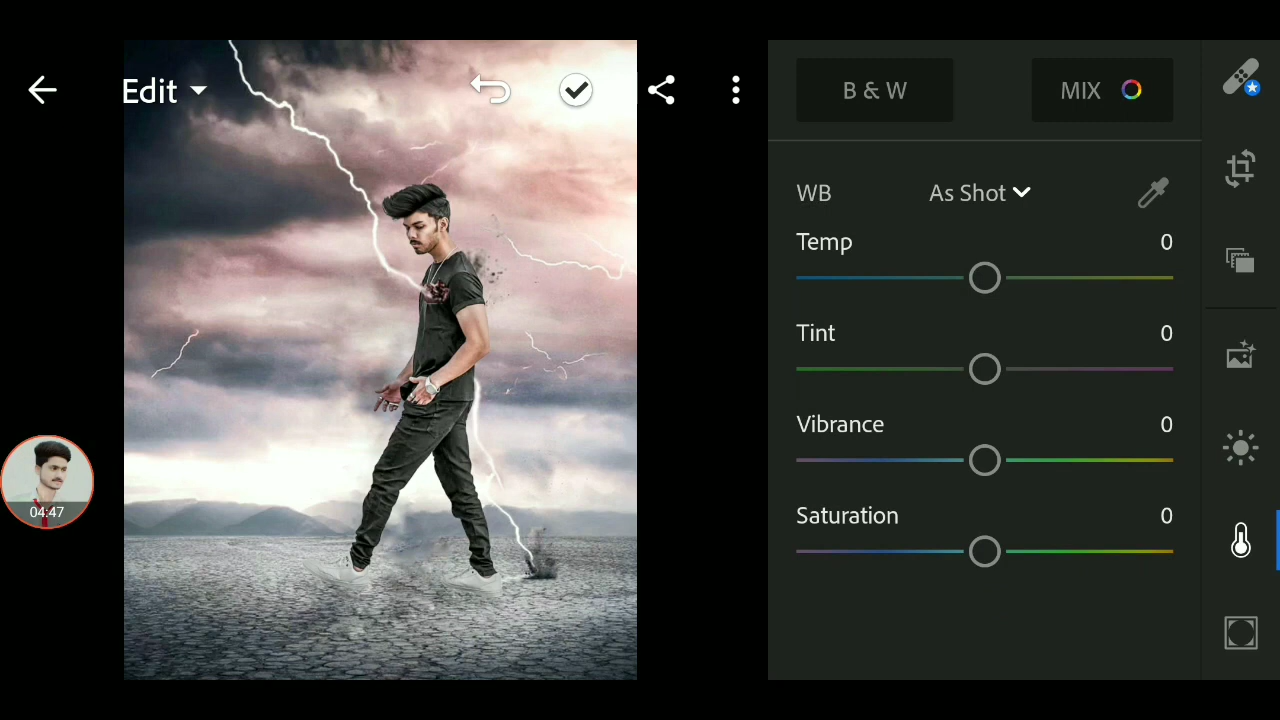 Edit
B & W
MIX
WB
As Shot
Temp
0
Tint
0
Vibrance
0
Saturation
0
04:47